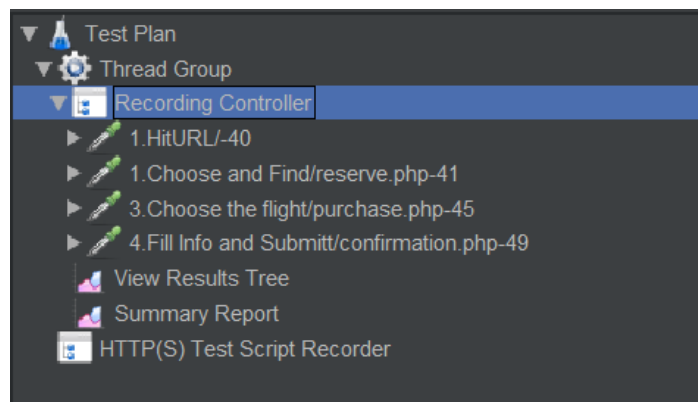 Test Plan
Thread Group
Recording Controller
1.HitURL/-40
1.Choose and Find/reserve.php-41
3.Choose the flight/purchase.php-45
4.Fill Info and Submitt/confirmation.php-49
View Results Tree
Summary Report
HTTP(S) Test Script Recorder